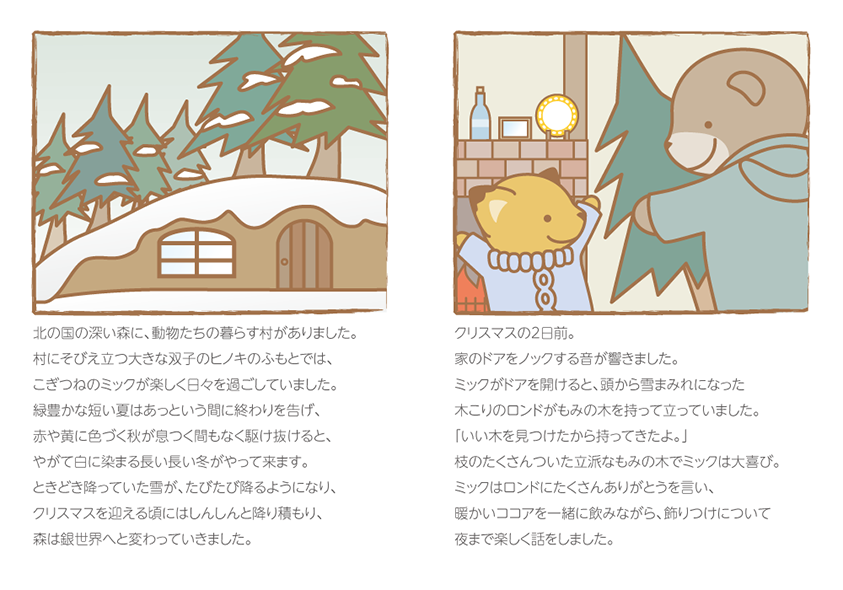 北の国の深い森に、動物たちの暮らす村がありました。
村にそびえ立つ大きな双子のヒノキのふもとでは、
こぎつねのミックが楽しく日々を過ごしていました。
緑豊かな短い夏はあっという間に終わりを告げ、
赤や黄に色づく秋が息つく間もなく駆け抜けると、
やがて白に染まる長い長い冬がやって来ます。
ときどき降っていた雪が、たびたび降るようになり、
クリスマスを迎える頃にはしんしんと降り積もり、
森は銀世界へと変わっていきました。
クリスマスの2日前。
家のドアをノックする音が響きました。
ミックがドアを開けると、頭から雪まみれになった
木こりのロンドがもみの木を持って立っていました。
「いい木を見つけたから持ってきたよ。」
枝のたくさんついた立派なもみの木でミックは大喜び。
ミックはロンドにたくさんありがとうを言い、
暖かいココアを一緒に飲みながら、飾りつけについて
夜まで楽しく話をしました。